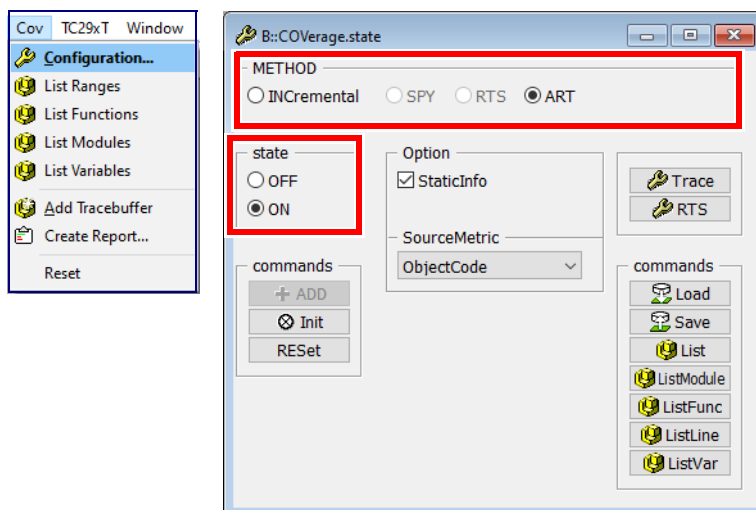 Cov TC29xT Window
Configuration...
List Ranges
List Functions
List Modules
List Variables
Add Tracebuffer
Create Report...
Reset
B::COVerage.state
METHOD
INCremental SPY RTS ART
state
OFF
ON
Option
StaticInfo
SourceMetric
ObjectCode
Trace
RTS
commands
ADD
Init
RESet
commands
Load
Save
List
ListModule
ListFunc
ListLine
ListVar